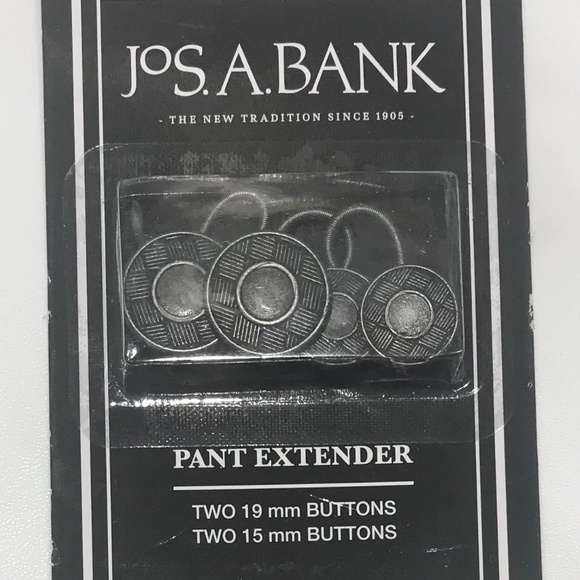 JOS. A. BANK
- THE NEW TRADITION SINCE 1905 -
PANT EXTENDER
TWO 19 mm BUTTONS
TWO 15 mm BUTTONS